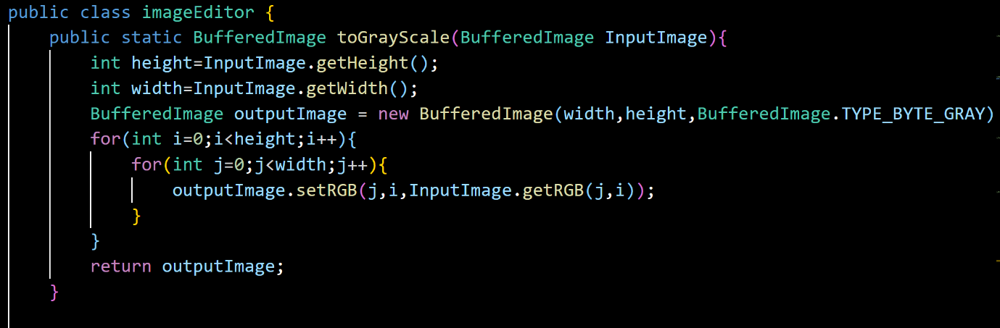 public class imageEditor {
    public static BufferedImage toGrayScale(BufferedImage InputImage){
        int height=InputImage.getHeight();
        int width=InputImage.getWidth();
        BufferedImage outputImage = new BufferedImage(width,height,BufferedImage.TYPE_BYTE_GRAY)
        for(int i=0;i<height;i++){
            for(int j=0;j<width;j++){
                outputImage.setRGB(j,i,InputImage.getRGB(j,i));
            }
        }
        return outputImage;
    }